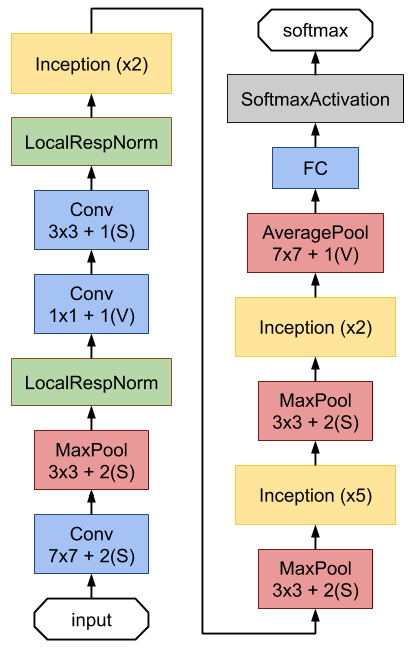 Inception (x2)
LocalRespNorm
Conv
3x3 + 1(S)
Conv
1x1 + 1(V)
LocalRespNorm
MaxPool
3x3 + 2(S)
Conv
7x7 + 2(S)
input
softmax
SoftmaxActivation
FC
AveragePool
7x7 + 1(V)
Inception (x2)
MaxPool
3x3 + 2(S)
Inception (x5)
MaxPool
3x3 + 2(S)